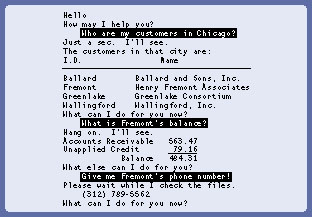 Hello
How may I help you?
Who are my customers in Chicago?
Just a sec. I'll see.
The customers in that city are:
I.D. Name
Ballard Ballard and Sons, Inc.
Fremont Henry Fremont Associates
Greenlake Greenlake Consortium
Wallingford Wallingford, Inc.
What can I do for you now?
What is Fremont's balance?
Hang on. I'll see.
Accounts Receivable 563.47
Unapplied Credit 79.16
Balance 484.31
What else can I do for you?
Give me Fremont's phone number!
Please wait while I check the files.
(312) 789-5562
What can I do for you now?